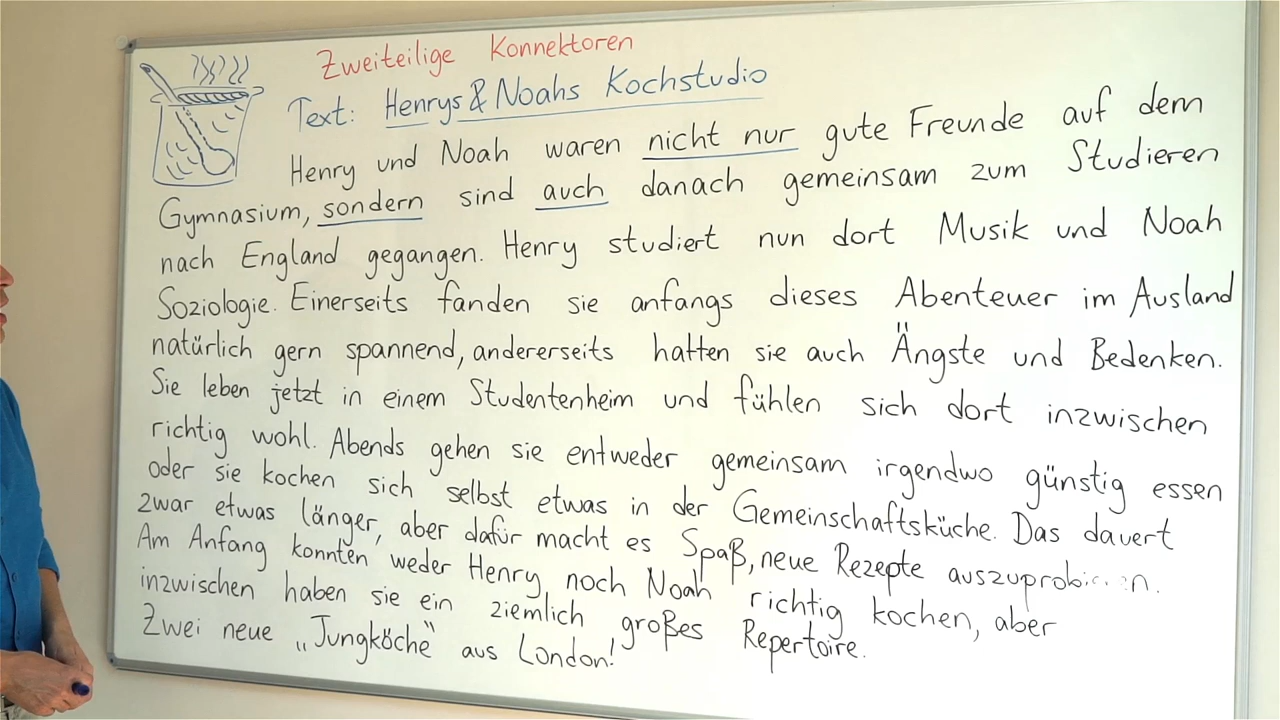 Zweiteilige Konnektoren
Text: Henrys & Noahs Kochstudio
Henry und Noah waren nicht nur gute Freunde auf dem
Gymnasium, sondern sind auch danach gemeinsam zum Studieren
nach England gegangen. Henry studiert nun dort Musik und Noah
Soziologie. Einerseits fanden sie anfangs dieses Abenteuer im Ausland
natürlich gern spannend, andererseits hatten sie auch Ängste und Bedenken.
Sie leben jetzt in einem Studentenheim und fühlen sich dort inzwischen
richtig wohl. Abends gehen sie entweder gemeinsam irgendwo günstig essen
oder sie kochen sich selbst etwas in der Gemeinschaftsküche. Das dauert
zwar etwas länger, aber dafür macht es Spaß, neue Rezepte
Am Anfang konnten weder Henry noch Noah richtig kochen, aber
inzwischen haben sie ein ziemlich großes Repertoire.
Zwei neue „Jungköche“ aus London!